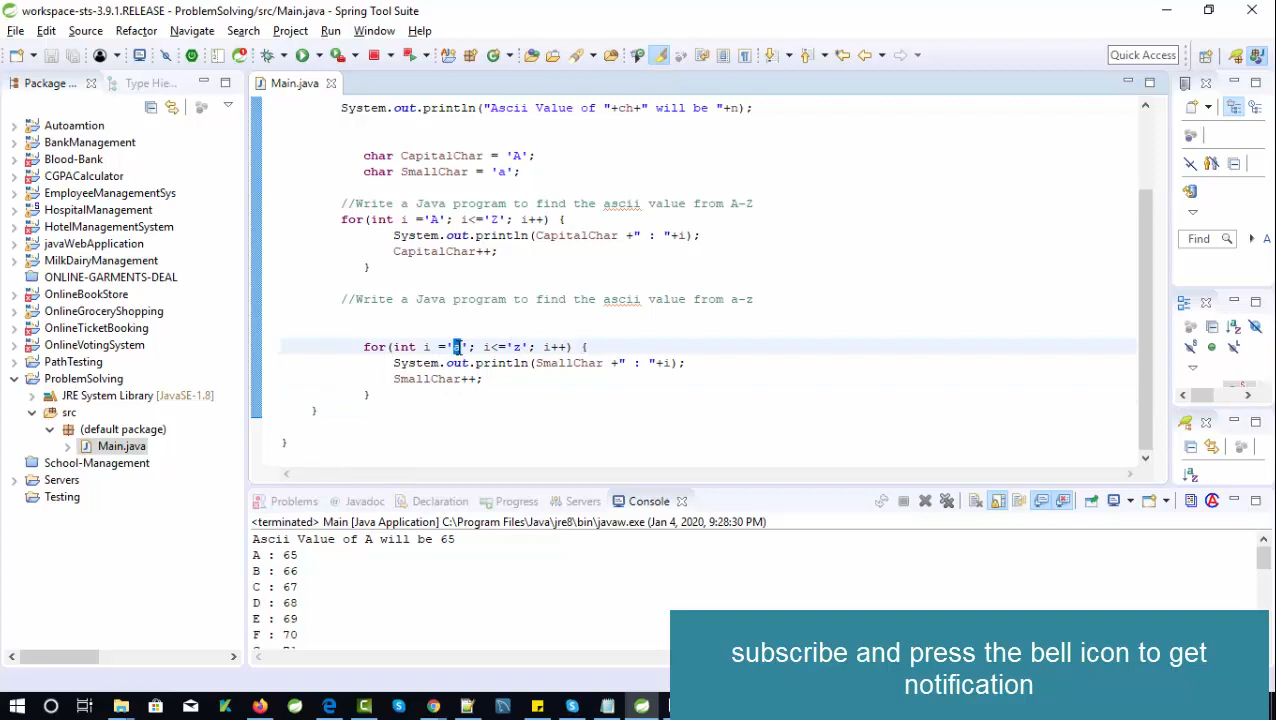 workspace-sts-3.9.1.RELEASE - ProblemSolving/src/Main.java - Spring Tool Suite
File Edit Source Refactor Navigate Search Project Run Window Help
Quick Access
Package... Type Hie... Main.java
Autoamtion
BankManagement
Blood-Bank
CGPACalculator
EmployeeManagementSys
HospitalManagement
HotelManagementSystem
javaWebApplication
MilkDairyManagement
ONLINE-GARMENTS-DEAL
OnlineBookStore
OnlineGroceryShopping
OnlineTicketBooking
OnlineVotingSystem
PathTesting
ProblemSolving
JRE System Library [JavaSE-1.8]
src
(default package)
Main.java
School-Management
Servers
Testing
System.out.println("Ascii Value of "+ch+" will be "+n);
char CapitalChar = 'A';
char SmallChar = 'a';
//Write a Java program to find the ascii value from A-Z
for(int i ='A'; i<='Z'; i++) {
System.out.println(CapitalChar +" : "+i);
CapitalChar++;
}
//Write a Java program to find the ascii value from a-z
for(int i ='a'; i<='z'; i++) {
System.out.println(SmallChar +" : "+i);
SmallChar++;
}
}
}
Find A
Problems Javadoc Declaration Progress Servers Console
<terminated> Main [Java Application] C:\Program Files\Java\jre8\bin\javaw.exe (Jan 4, 2020, 9:28:30 PM)
Ascii Value of A will be 65
A : 65
B : 66
C : 67
D : 68
E : 69
F : 70
subscribe and press the bell icon to get
notification